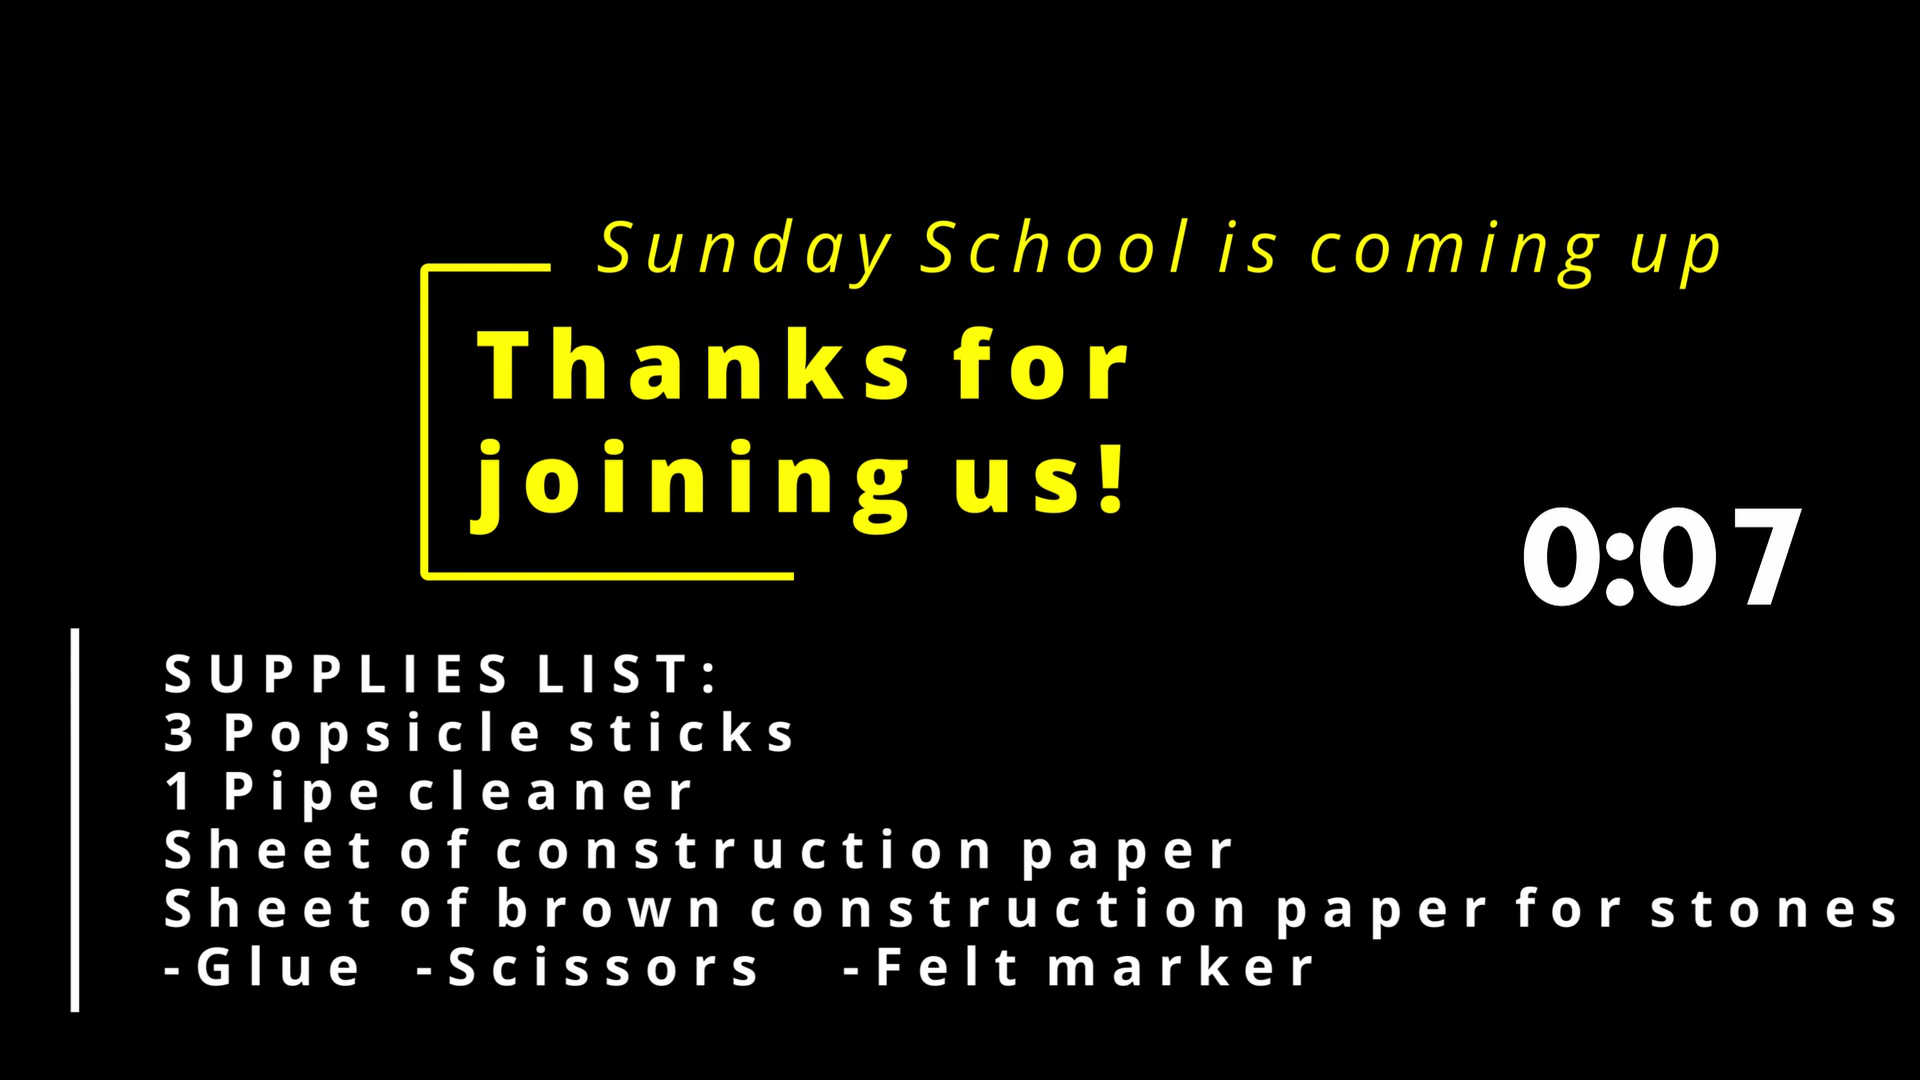 Sunday School is coming up
Thanks for
joining us!
0:07
SUPPLIES LIST:
3 Popsicle sticks
1 Pipe cleaner
Sheet of construction paper
Sheet of brown construction paper for stones
-Glue -Scissors -Felt marker